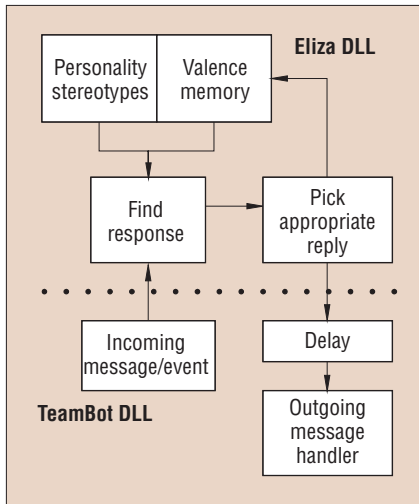 Eliza DLL
Personality
stereotypes
Valence
memory
Find
response
Pick
appropriate
reply
Incoming
message/event
Delay
TeamBot DLL
Outgoing
message
handler